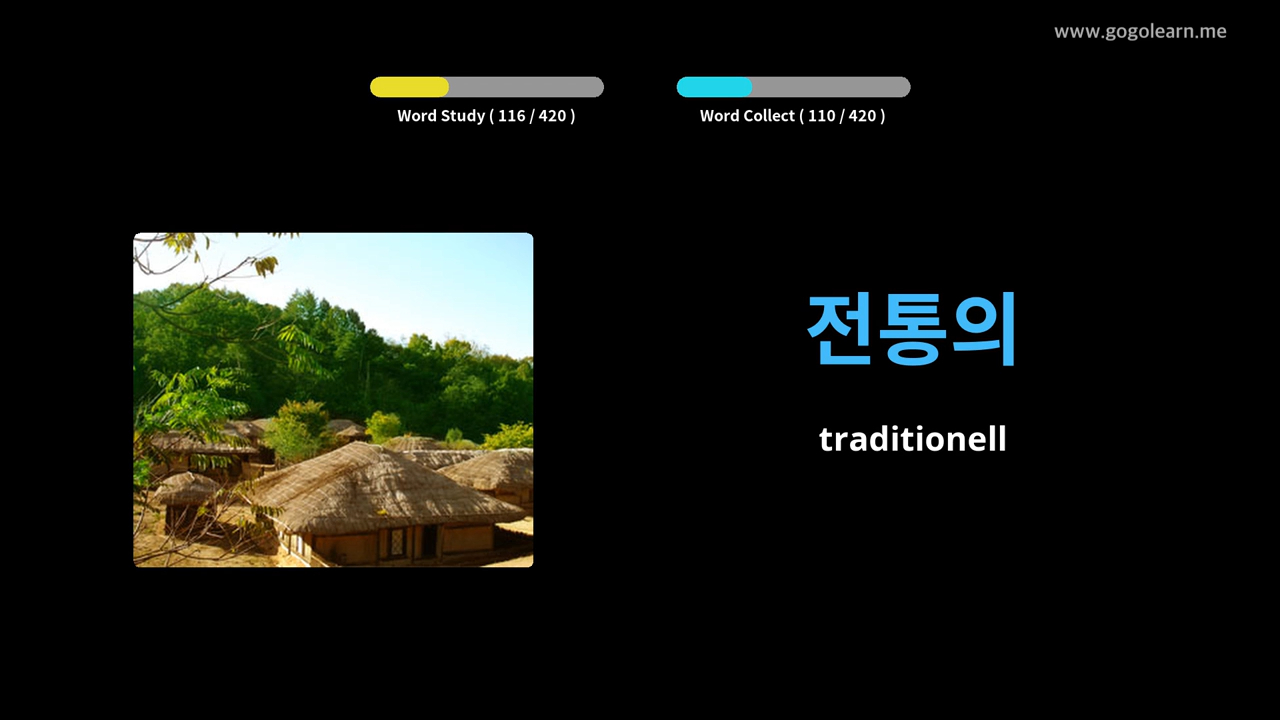 www.gogolearn.me
Word Study ( 116 / 420 )
Word Collect ( 110 / 420 )
전통의
traditionell